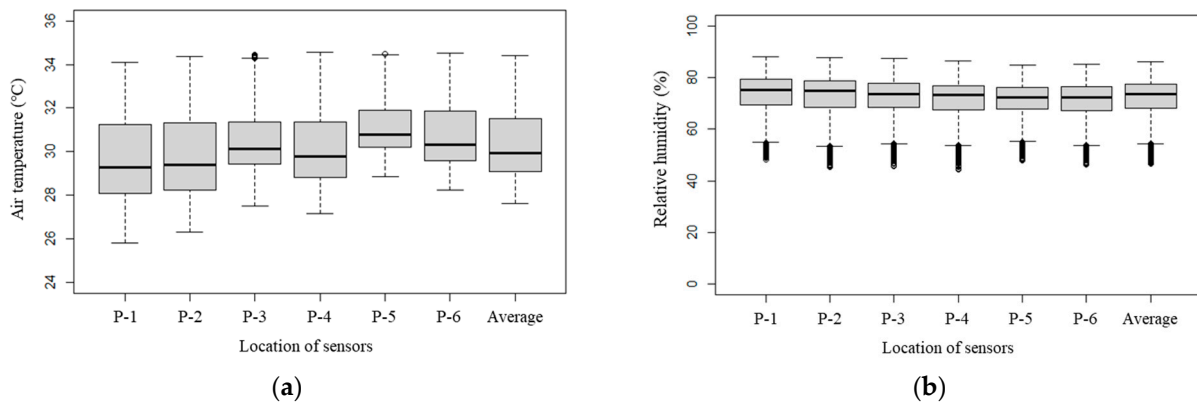 Air temperature (°C)
36
34
32
30
28
26
24
P-1 P-2 P-3 P-4 P-5 P-6 Average
Location of sensors
(a)
Relative humidity (%)
100
80
60
40
20
0
P-1 P-2 P-3 P-4 P-5 P-6 Average
Location of sensors
(b)